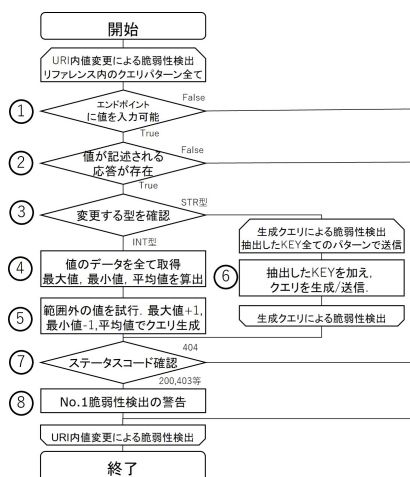 開始
URI内値変更による脆弱性検出
リファレンス内のクエリパターン全て
①
エンドポイント
に値を入力可能
False
True
②
値が記述される
応答が存在
False
True
③
変更する型を確認
STR型
INT型
④
値のデータを全て取得
最大値, 最小値, 平均値を算出
⑤
範囲外の値を試行. 最大値+1,
最小値-1,平均値でクエリ生成
生成クエリによる脆弱性検出
抽出したKEY全てのパターンで送信
⑥
抽出したKEYを加え,
クエリを生成/送信.
生成クエリによる脆弱性検出
⑦
ステータスコード確認
404
200,403等
⑧
No.1脆弱性検出の警告
URI内値変更による脆弱性検出
終了